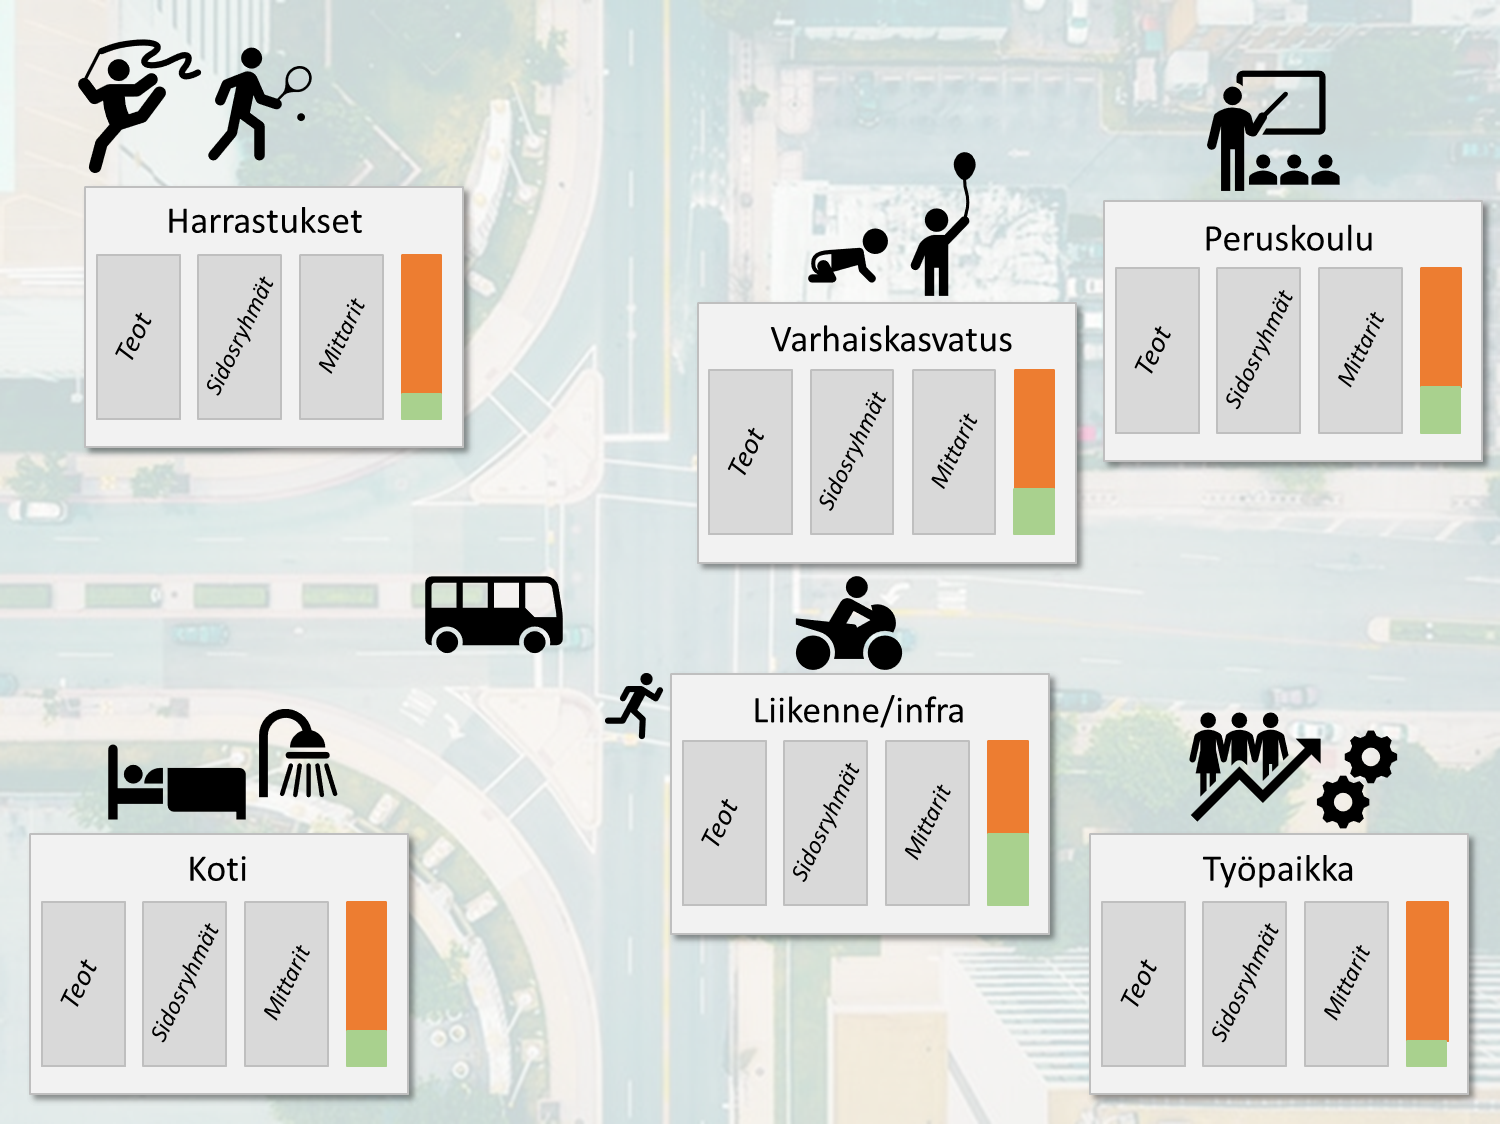 Harrastukset
Teot
Sidosryhmät
Mittarit
Varhaiskasvatus
Teot
Sidosryhmät
Mittarit
Peruskoulu
Teot
Sidosryhmät
Mittarit
Koti
Teot
Sidosryhmät
Mittarit
Liikenne/infra
Teot
Sidosryhmät
Mittarit
Työpaikka
Teot
Sidosryhmät
Mittarit